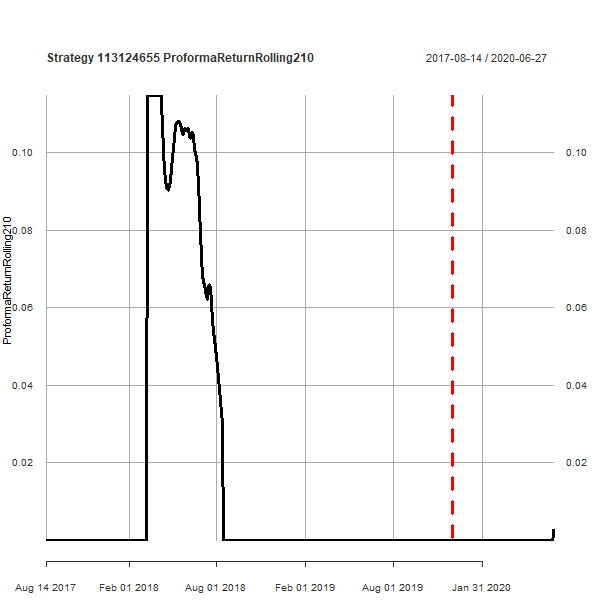 Strategy 113124655 ProformaReturnRolling210
2017-08-14 / 2020-06-27
ProformaReturnRolling210
0.10 0.10
0.08 0.08
0.06 0.06
0.04 0.04
0.02 0.02
Aug 14 2017 Feb 01 2018 Aug 01 2018 Feb 01 2019 Aug 01 2019 Jan 31 2020